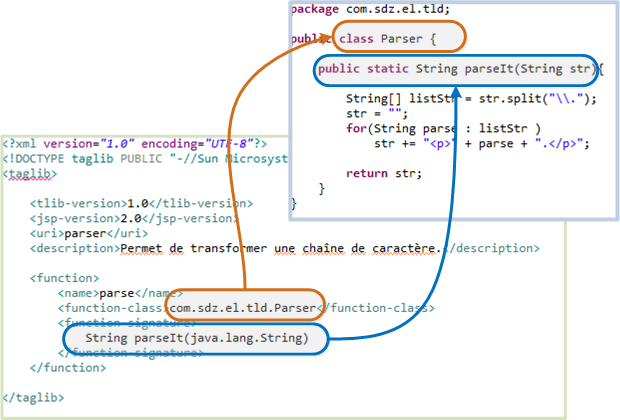 package com.sdz.el.tld;
public class Parser {
public static String parseIt(String str){
String[] listStr = str.split("\\.");
str = "";
for(String parse : listStr )
str += "<p>" + parse + ".</p>";
return str;
}
}
<?xml version="1.0" encoding="UTF-8"?>
<!DOCTYPE taglib PUBLIC "-//Sun Microsyst
<taglib>
<tlib-version>1.0</tlib-version>
<jsp-version>2.0</jsp-version>
<uri>parser</uri>
<description>Permet de transformer une chaîne de caractère.</description>
<function>
<name>parse</name>
<function-class>com.sdz.el.tld.Parser</function-class>
<function-signature>
String parseIt(java.lang.String)
</function-signature>
</function>
</taglib>